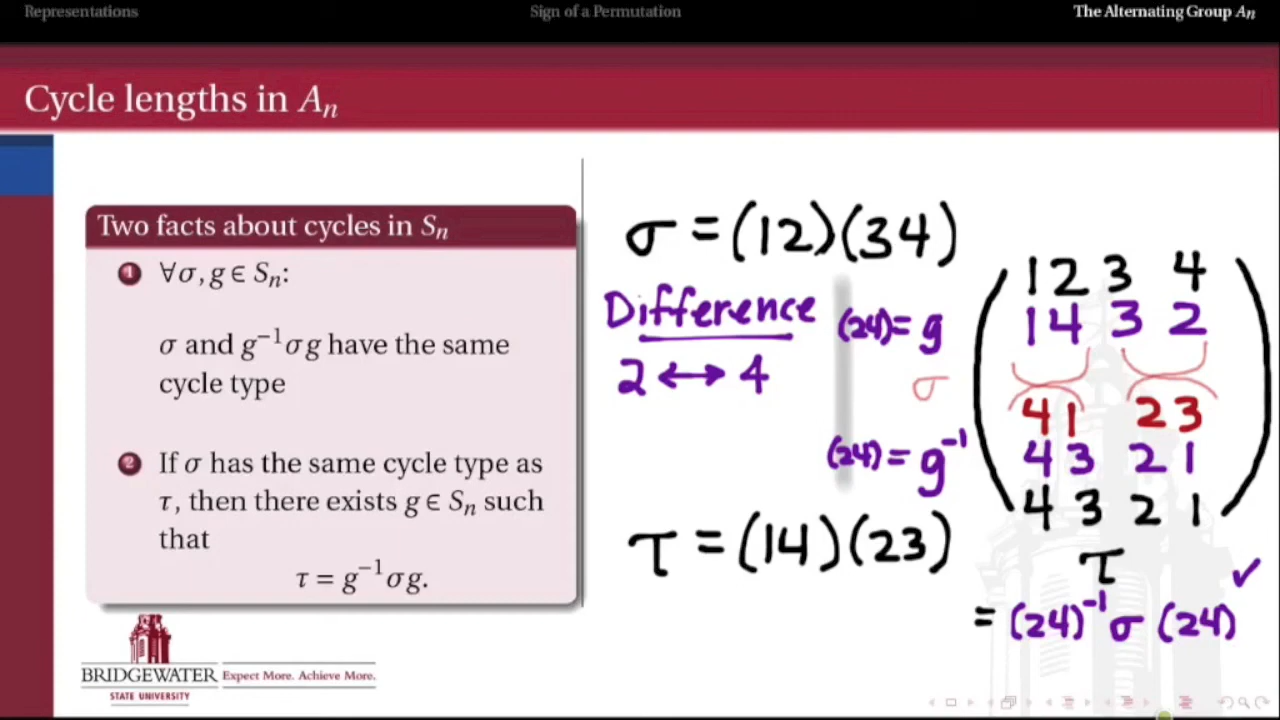 Representations Sign of a Permutation The Alternating Group Aₙ
Cycle lengths in Aₙ
Two facts about cycles in Sₙ
1 ∀σ, g ∈ Sₙ:
σ and g⁻¹σg have the same
cycle type
2 If σ has the same cycle type as
τ, then there exists g ∈ Sₙ such
that
τ = g⁻¹σg.
σ = (12)(34)
Difference
2 ↔ 4
(24) = g
σ
(24) = g⁻¹
τ = (14)(23)
1 2 3 4
1 4 3 2
4 1 2 3
4 3 2 1
4 3 2 1
τ ✓
= (24)⁻¹ σ (24)
BRIDGEWATER
STATE UNIVERSITY
Expect More. Achieve More.